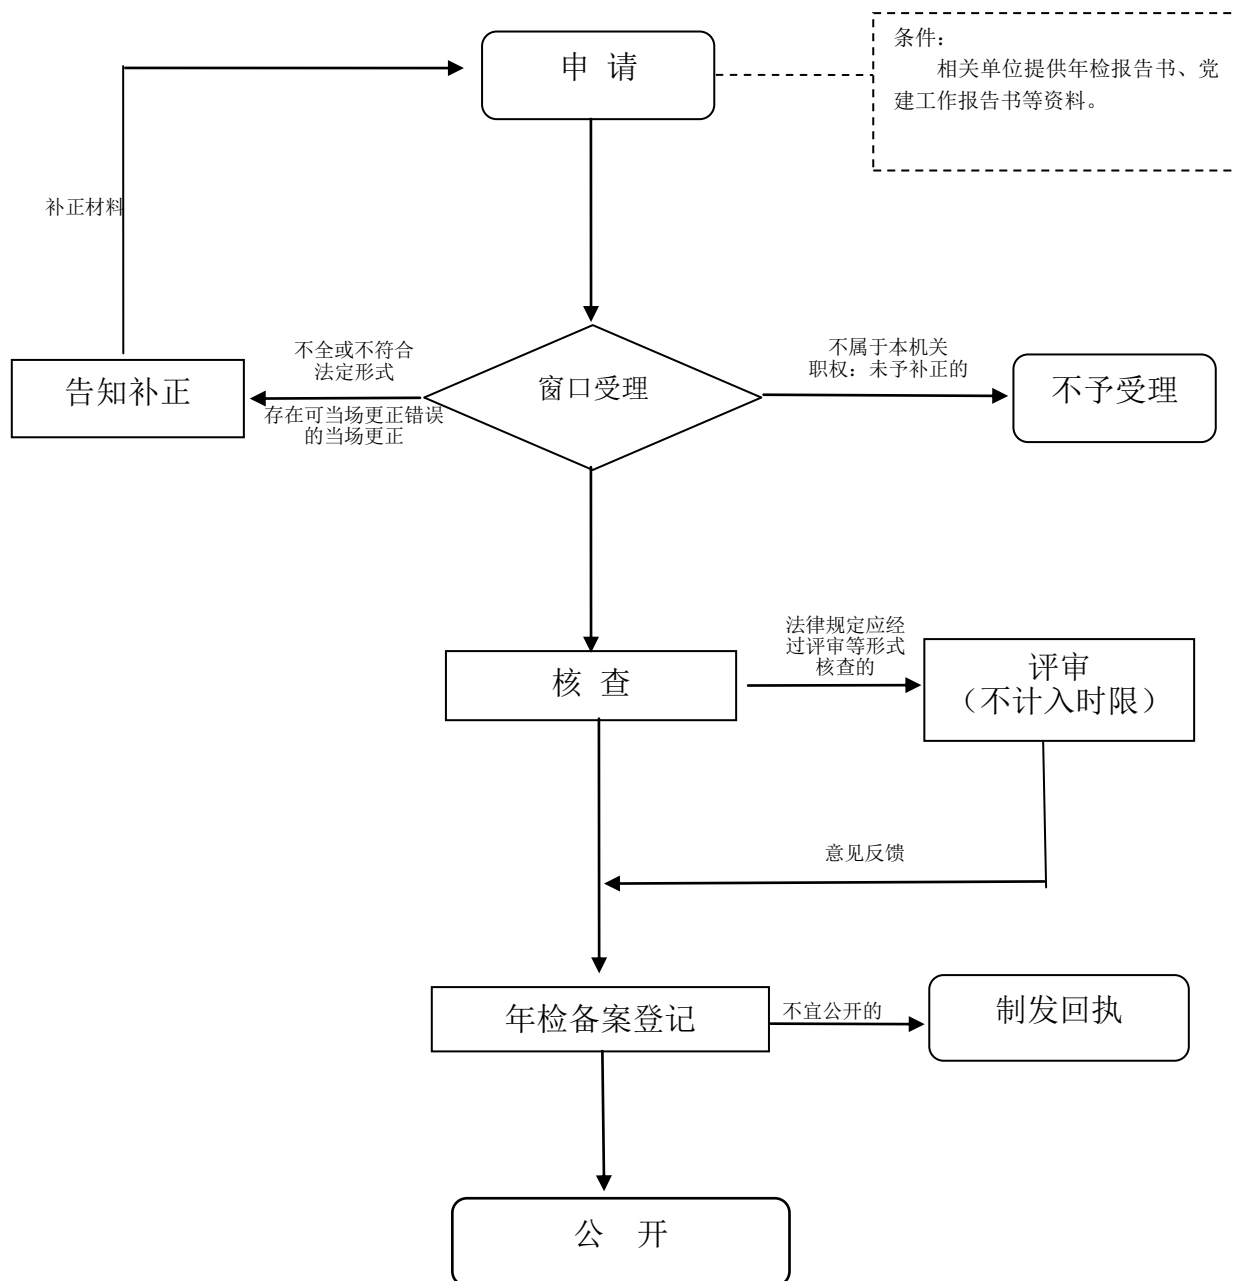 申 请
条件：
相关单位提供年检报告书、党
建工作报告书等资料。
补正材料
不全或不符合
法定形式
存在可当场更正错误
的当场更正
告知补正
窗口受理
不属于本机关
职权：未予补正的
不予受理
核 查
法律规定应经
过评审等形式
核查的
评审
（不计入时限）
意见反馈
年检备案登记
不宜公开的
制发回执
公 开